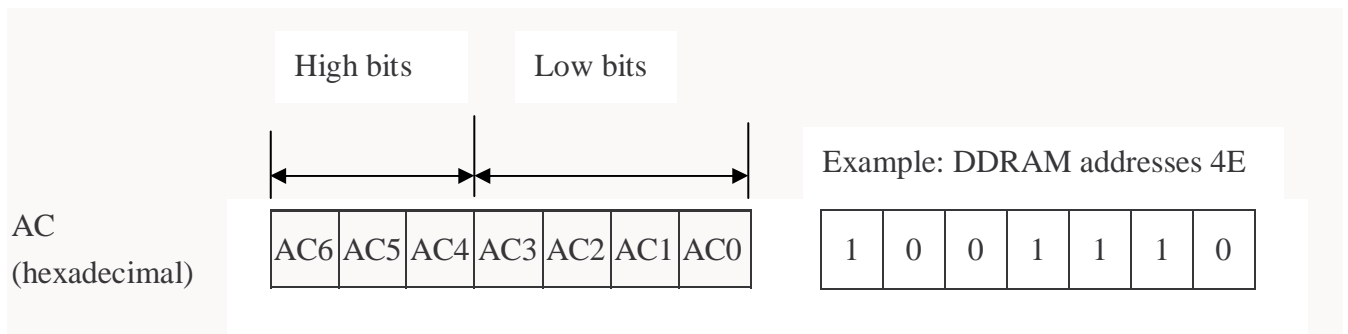 High bits Low bits
Example: DDRAM addresses 4E
AC
(hexadecimal)
AC6 AC5 AC4 AC3 AC2 AC1 AC0 1 0 0 1 1 1 0